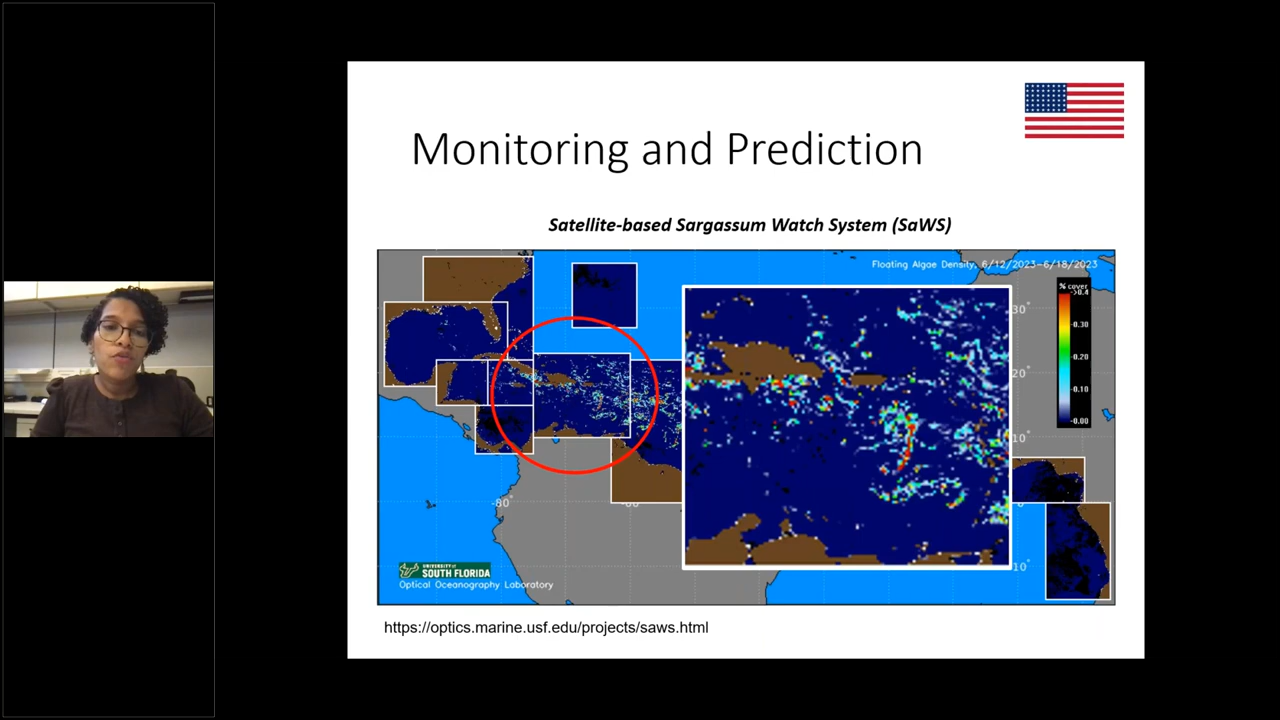 Monitoring and Prediction
Satellite-based Sargassum Watch System (SaWS)
Floating Algae Density, 6/12/2023-6/18/2023
% cover
>0.4
0.30
0.20
0.10
0.00
30°
20°
10°
-80°
10°
UNIVERSITY OF
SOUTH FLORIDA
Optical Oceanography Laboratory
https://optics.marine.usf.edu/projects/saws.html